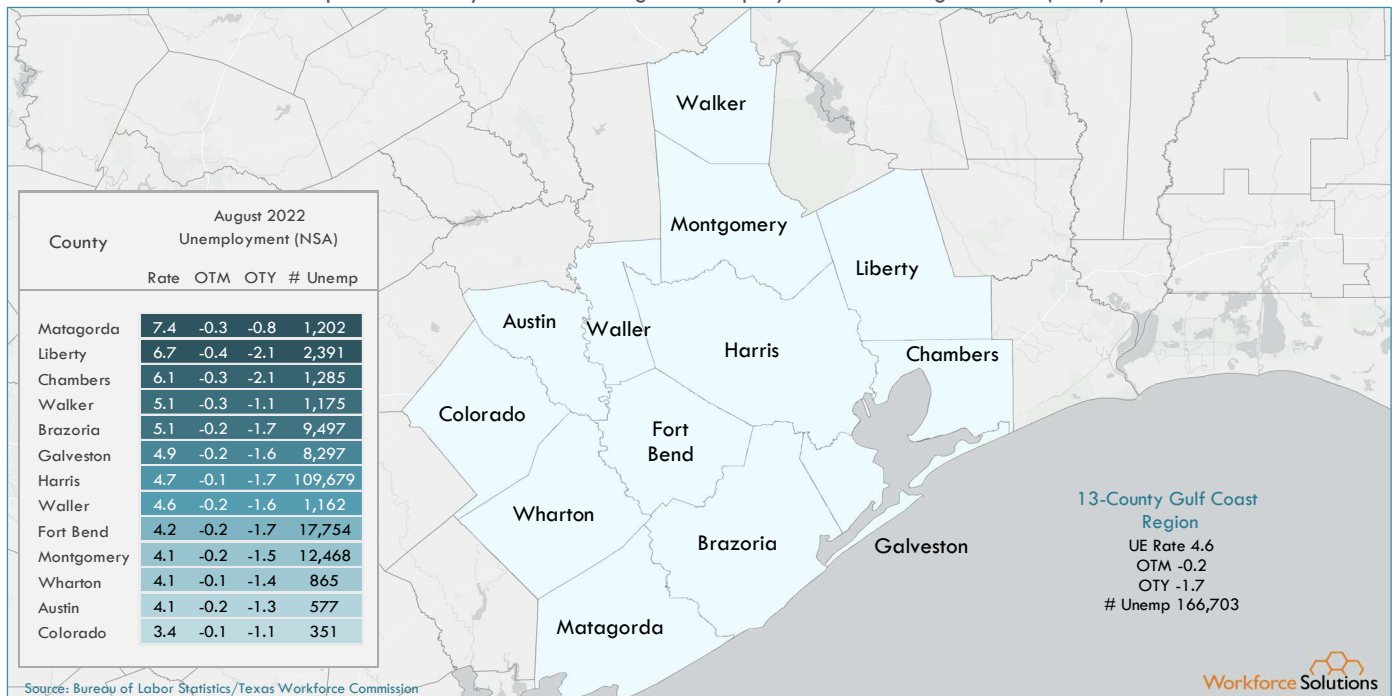 Walker
Montgomery
Liberty
Austin
Waller
Harris
Chambers
Colorado
Fort
Bend
Wharton
Brazoria
Galveston
Matagorda
County
August 2022
Unemployment (NSA)
Rate OTM OTY # Unemp
Matagorda 7.4 -0.3 -0.8 1,202
Liberty 6.7 -0.4 -2.1 2,391
Chambers 6.1 -0.3 -2.1 1,285
Walker 5.1 -0.3 -1.1 1,175
Brazoria 5.1 -0.2 -1.7 9,497
Galveston 4.9 -0.2 -1.6 8,297
Harris 4.7 -0.1 -1.7 109,679
Waller 4.6 -0.2 -1.6 1,162
Fort Bend 4.2 -0.2 -1.7 17,754
Montgomery 4.1 -0.2 -1.5 12,468
Wharton 4.1 -0.1 -1.4 865
Austin 4.1 -0.2 -1.3 577
Colorado 3.4 -0.1 -1.1 351
13-County Gulf Coast
Region
UE Rate 4.6
OTM -0.2
OTY -1.7
# Unemp 166,703
Source: Bureau of Labor Statistics/Texas Workforce Commission
Workforce Solutions